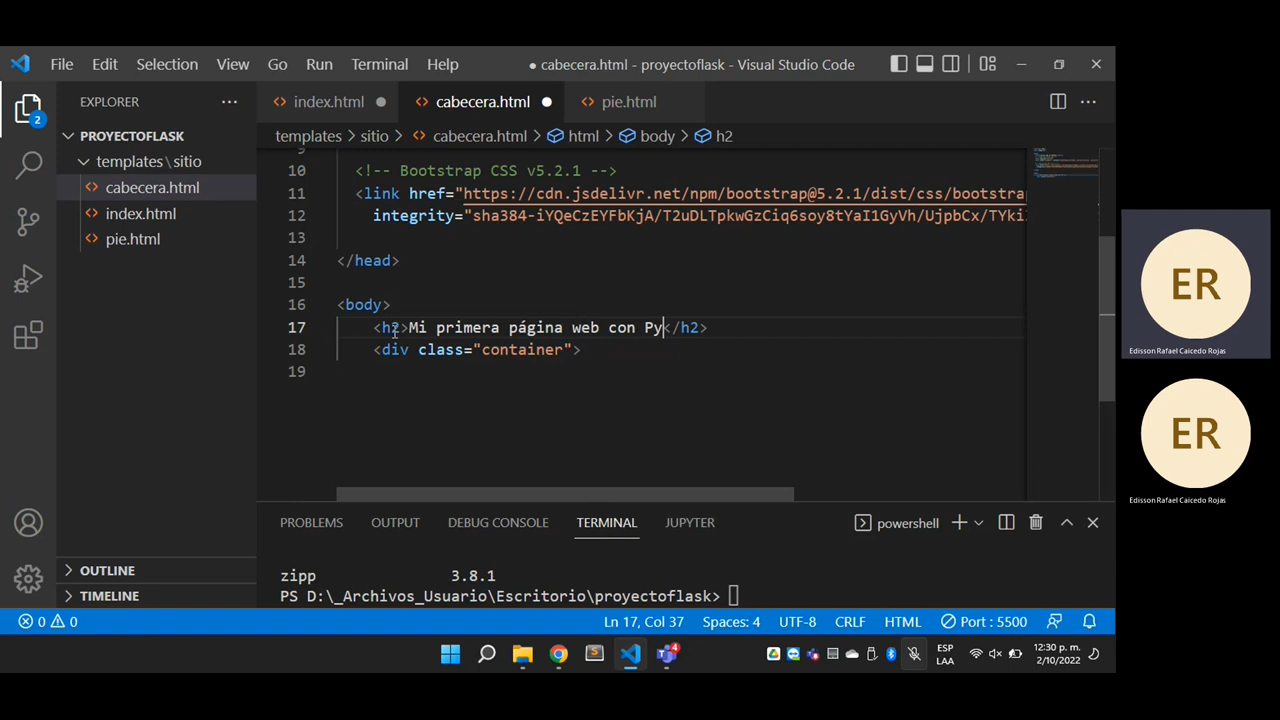 File Edit Selection View Go Run Terminal Help
● cabecera.html - proyectoflask - Visual Studio Code
EXPLORER
2
PROYECTOFLASK
templates\sitio
cabecera.html
index.html
pie.html
OUTLINE
TIMELINE
index.html cabecera.html pie.html
templates > sitio > cabecera.html > html > body > h2
10 <!-- Bootstrap CSS v5.2.1 -->
11 <link href="https://cdn.jsdelivr.net/npm/bootstrap@5.2.1/dist/css/bootstrap
12 integrity="sha384-iYQeCzEYFbKjA/T2uDLTpkwGzCiq6soy8tYaI1GyVh/UjpbCx/TYki
13
14 </head>
15
16 <body>
17 <h2>Mi primera página web con Py</h2>
18 <div class="container">
19
PROBLEMS OUTPUT DEBUG CONSOLE TERMINAL JUPYTER
powershell
zipp 3.8.1
PS D:\_Archivos_Usuario\Escritorio\proyectoflask>
0 0 Ln 17, Col 37 Spaces: 4 UTF-8 CRLF HTML Port : 5500
4
ESP
LAA
12:30 p. m.
2/10/2022
ER
Edisson Rafael Caicedo Rojas
ER
Edisson Rafael Caicedo Rojas